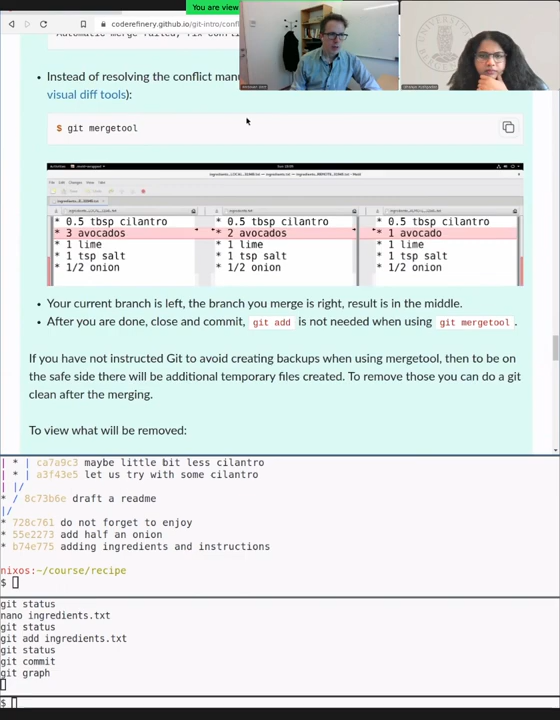 You are view
coderefinery.github.io/git-intro/confl
Instead of resolving the conflict man
visual diff tools):
$ git mergetool
* 0.5 tbsp cilantro
* 3 avocados
* 1 lime
* 1 tsp salt
* 1/2 onion
* 0.5 tbsp cilantro
* 2 avocados
* 1 lime
* 1 tsp salt
* 1/2 onion
* 0.5 tbsp cilantro
* 1 avocado
* 1 lime
* 1 tsp salt
* 1/2 onion
Your current branch is left, the branch you merge is right, result is in the middle.
After you are done, close and commit, git add is not needed when using git mergetool.
If you have not instructed Git to avoid creating backups when using mergetool, then to be on
the safe side there will be additional temporary files created. To remove those you can do a git
clean after the merging.
To view what will be removed:
| * | ca7a9c3 maybe little bit less cilantro
| * | a3f43e5 let us try with some cilantro
| |/
* / 8c73b6e draft a readme
|/
* 728c761 do not forget to enjoy
* 55e2273 add half an onion
* b74e775 adding ingredients and instructions
nixos:~/course/recipe
$
git status
nano ingredients.txt
git status
git add ingredients.txt
git status
git commit
git graph
$